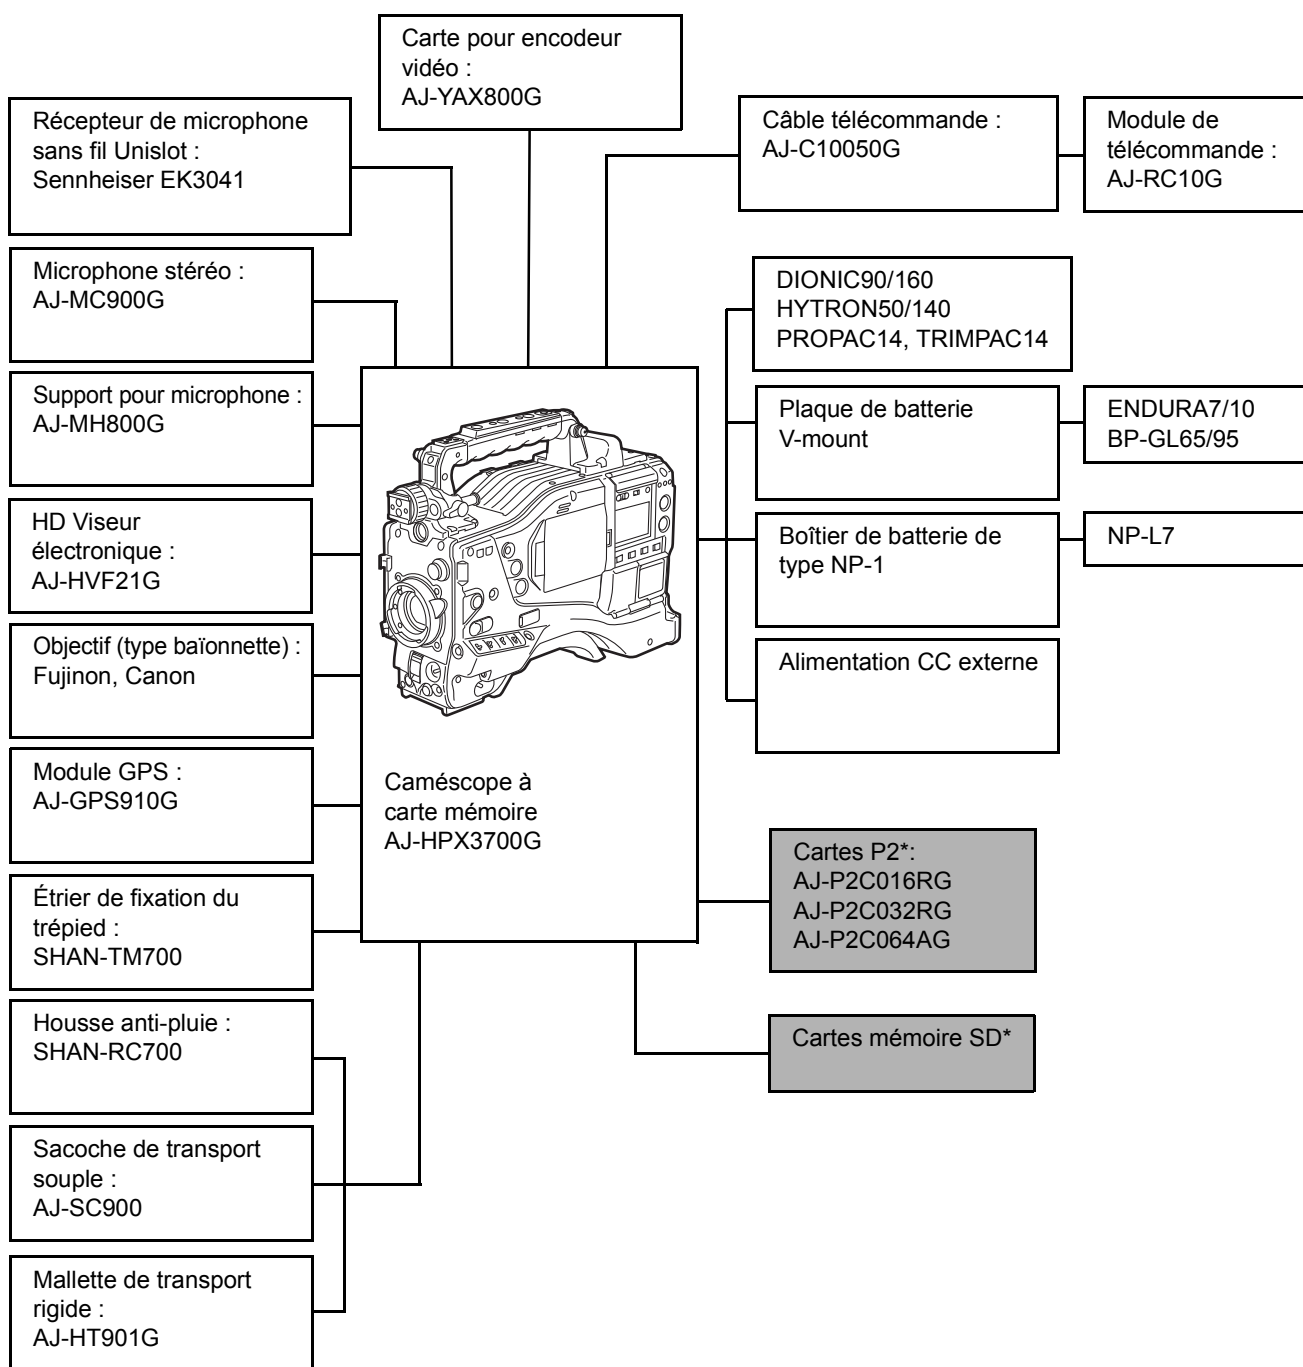 Carte pour encodeur
vidéo :
AJ-YAX800G
Récepteur de microphone
sans fil Unislot :
Sennheiser EK3041
Câble télécommande :
AJ-C10050G
Module de
télécommande :
AJ-RC10G
Microphone stéréo :
AJ-MC900G
DIONIC90/160
HYTRON50/140
PROPAC14, TRIMPAC14
Support pour microphone :
AJ-MH800G
Plaque de batterie
V-mount
ENDURA7/10
BP-GL65/95
HD Viseur
électronique :
AJ-HVF21G
Boîtier de batterie de
type NP-1
NP-L7
Objectif (type baïonnette) :
Fujinon, Canon
Alimentation CC externe
Module GPS :
AJ-GPS910G
Caméscope à
carte mémoire
AJ-HPX3700G
Cartes P2*:
AJ-P2C016RG
AJ-P2C032RG
AJ-P2C064AG
Étrier de fixation du
trépied :
SHAN-TM700
Housse anti-pluie :
SHAN-RC700
Cartes mémoire SD*
Sacoche de transport
souple :
AJ-SC900
Mallette de transport
rigide :
AJ-HT901G